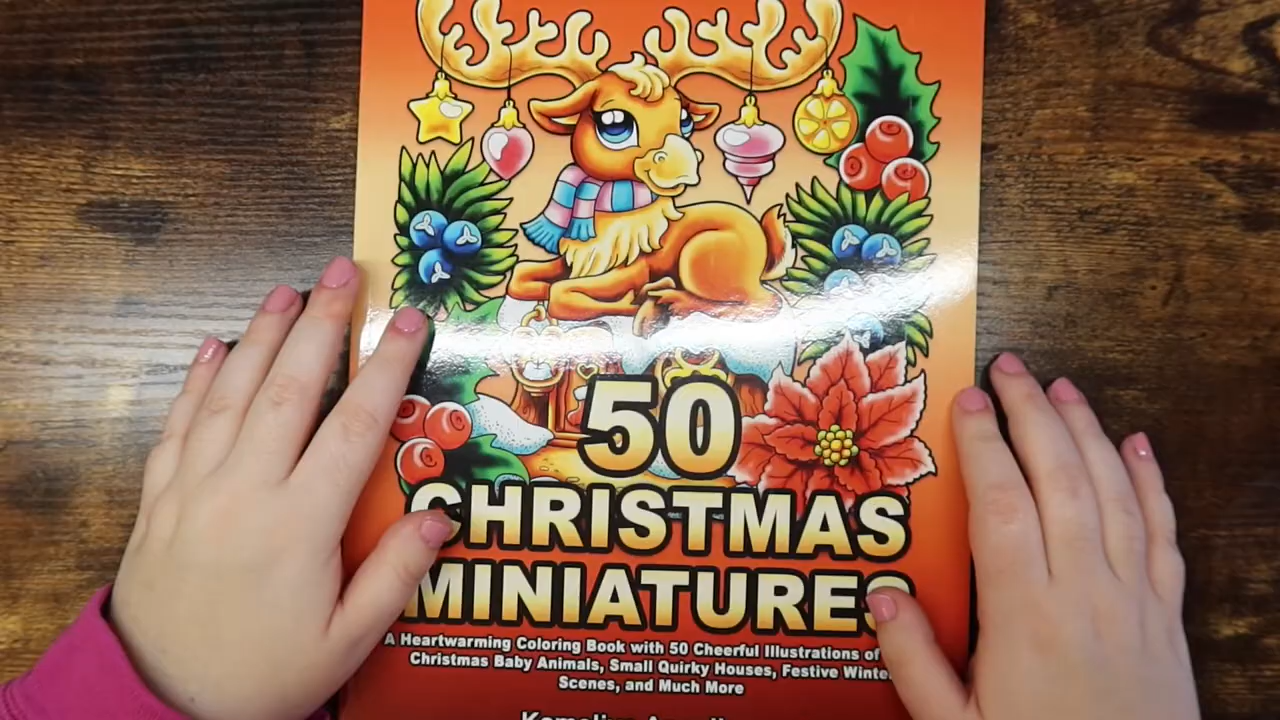 50
CHRISTMAS
MINIATURES
A Heartwarming Coloring Book with 50 Cheerful Illustrations of
Christmas Baby Animals, Small Quirky Houses, Festive Winter
Scenes, and Much More